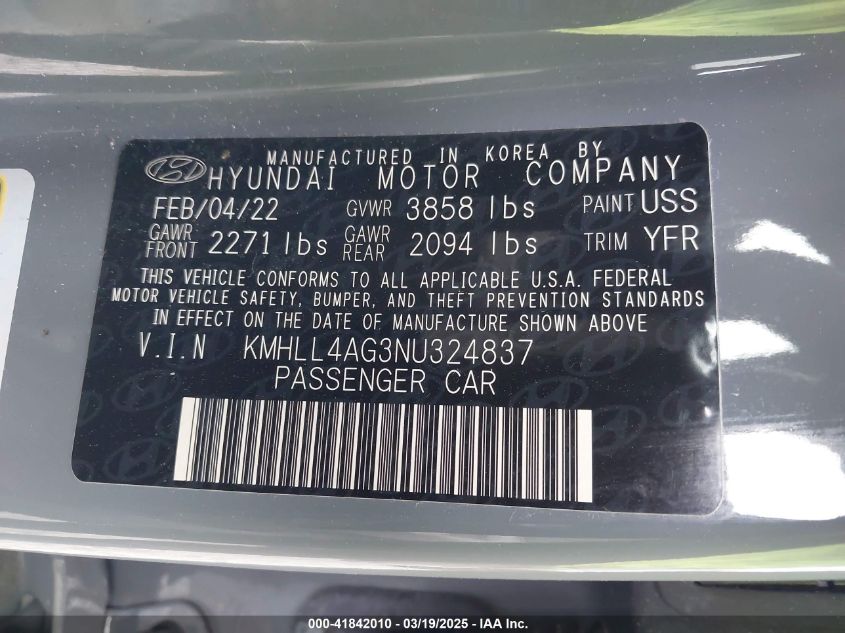 MANUFACTURED IN KOREA BY
HYUNDAI MOTOR COMPANY
FEB/04/22 GVWR 3858 lbs PAINT USS
GAWR FRONT 2271 lbs GAWR REAR 2094 lbs TRIM YFR
THIS VEHICLE CONFORMS TO ALL APPLICABLE U.S.A. FEDERAL
MOTOR VEHICLE SAFETY, BUMPER, AND THEFT PREVENTION STANDARDS
IN EFFECT ON THE DATE OF MANUFACTURE SHOWN ABOVE
V.I.N KMHLL4AG3NU324837
PASSENGER CAR
000-41842010 | 03/19/2025 - IAA Inc.